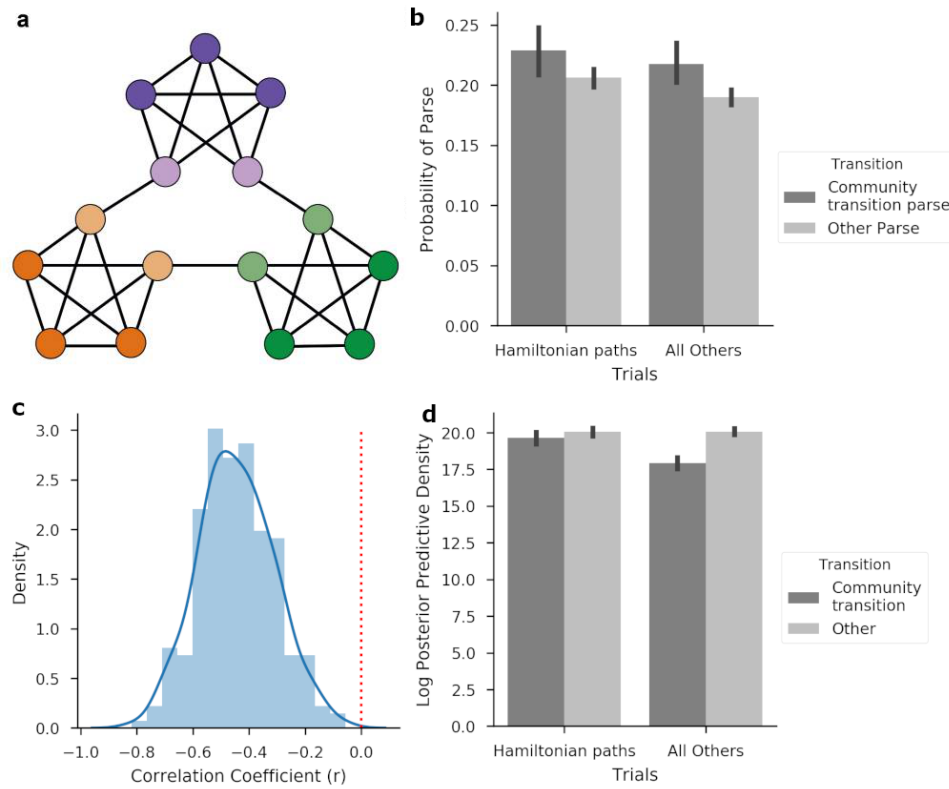 a
b
0.25
0.20
0.15
0.10
0.05
0.00
Probability of Parse
Hamiltonian paths
All Others
Trials
Transition
Community
transition parse
Other Parse
c
3.0
2.5
2.0
1.5
1.0
0.5
0.0
Density
−1.0
−0.8
−0.6
−0.4
−0.2
0.0
Correlation Coefficient (r)
d
20.0
17.5
15.0
12.5
10.0
7.5
5.0
2.5
0.0
Log Posterior Predictive Density
Hamiltonian paths
All Others
Trials
Transition
Community
transition
Other